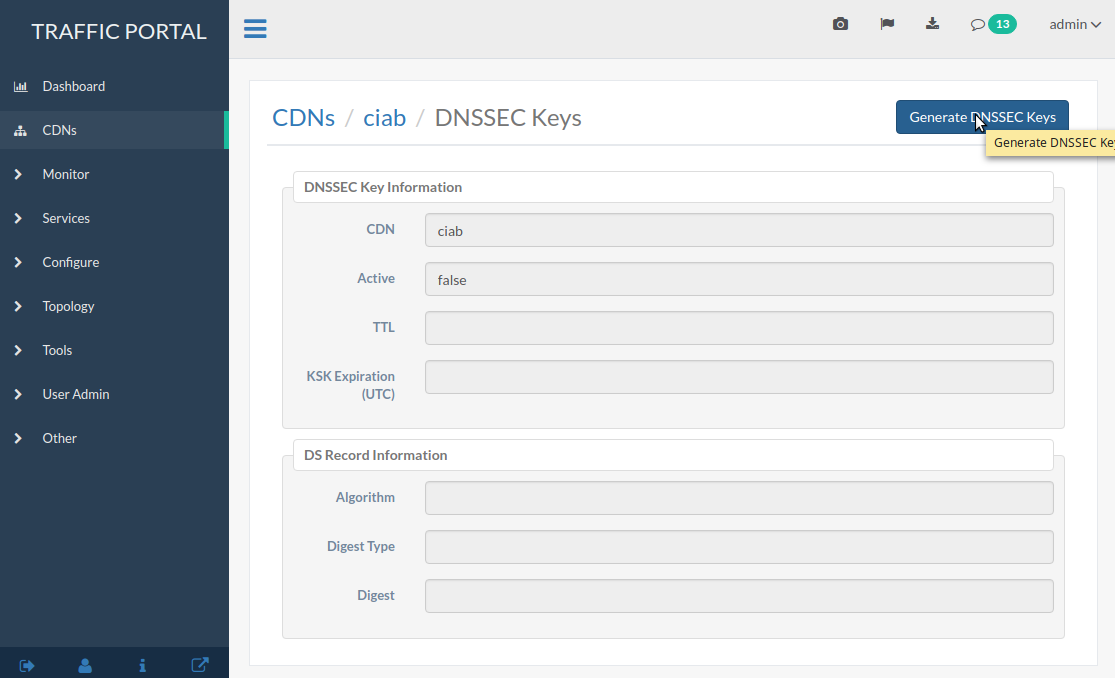 TRAFFIC PORTAL
13
admin
Dashboard
CDNs
Monitor
Services
Configure
Topology
Tools
User Admin
Other
CDNs / ciab / DNSSEC Keys
Generate DNSSEC Keys
Generate DNSSEC Key
DNSSEC Key Information
CDN
ciab
Active
false
TTL
KSK Expiration
(UTC)
DS Record Information
Algorithm
Digest Type
Digest